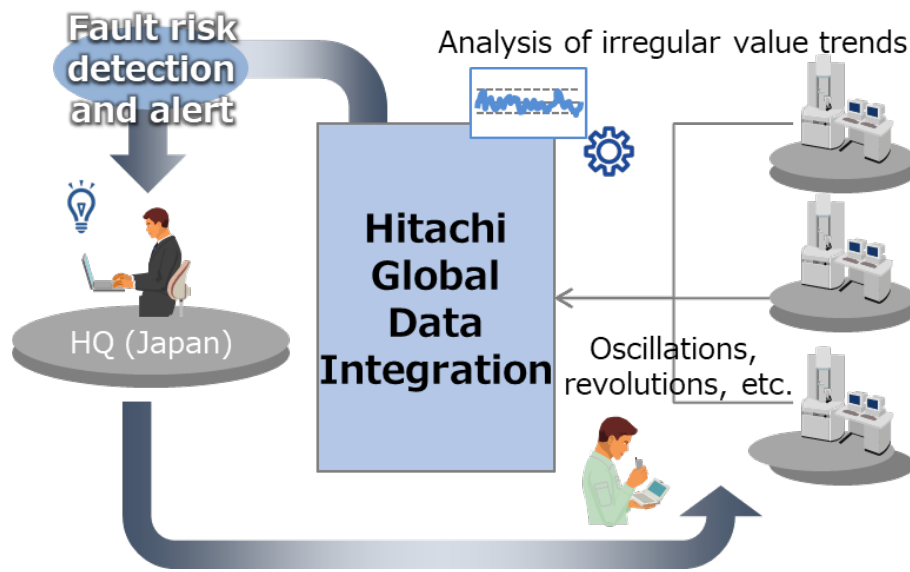 Fault risk
detection
and alert
Analysis of irregular value trends
Hitachi
Global
Data
Integration
HQ (Japan)
Oscillations,
revolutions, etc.